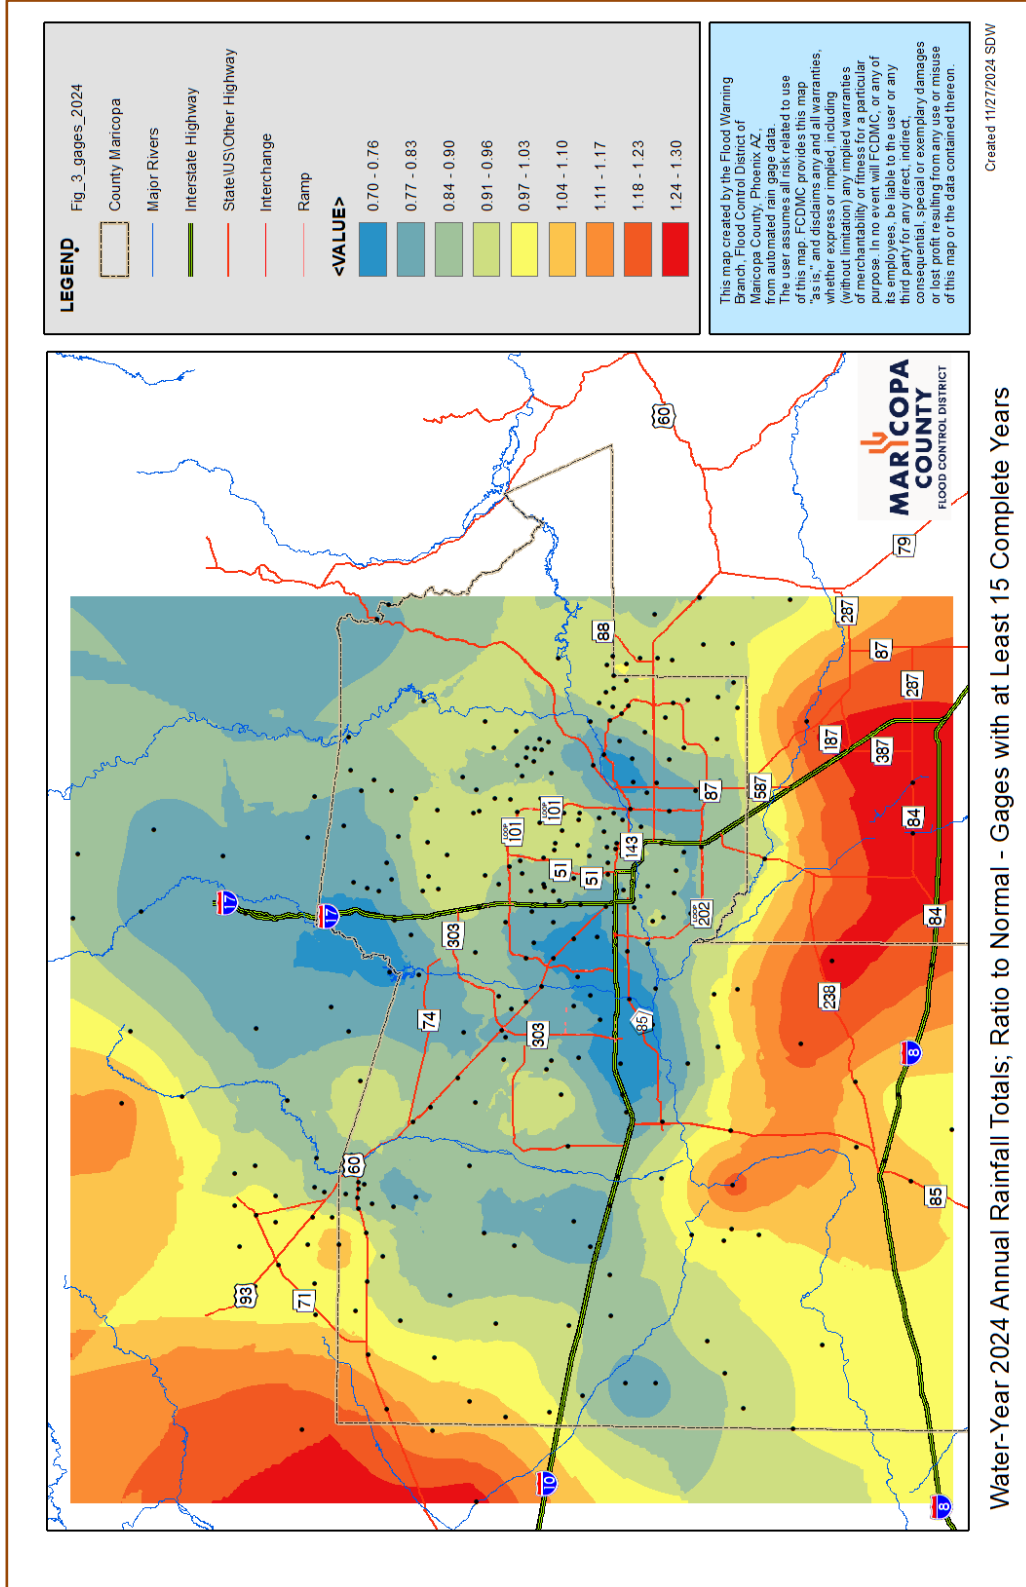 LEGEND
Fig_3_gages_2024
County Maricopa
Major Rivers
Interstate Highway
State\US\Other Highway
Interchange
Ramp
<VALUE>
0.70 - 0.76
0.77 - 0.83
0.84 - 0.90
0.91 - 0.96
0.97 - 1.03
1.04 - 1.10
1.11 - 1.17
1.18 - 1.23
1.24 - 1.30
This map created by the Flood Warning
Branch, Flood Control District of
Maricopa County, Phoenix AZ,
from automated rain gage data.
The user assumes all risk related to use
of this map. FCDMC provides this map
"as is," and disclaims any and all warranties,
whether express or implied, including
(without limitation) any implied warranties
of merchantability or fitness for a particular
purpose. In no event will FCDMC, or any of
its employees, be liable to the user or any
third party for any direct, indirect,
consequential, special or exemplary damages
or lost profit resulting from any use or misuse
of this map or the data contained thereon.
Created 11/27/2024 SDW
17
17
93
71
60
74
303
303
LOOP
101
LOOP
101
51
51
143
88
60
85
LOOP
202
87
587
10
79
287
87
287
187
387
84
84
238
8
85
8
MARICOPA
COUNTY
FLOOD CONTROL DISTRICT
Water-Year 2024 Annual Rainfall Totals; Ratio to Normal - Gages with at Least 15 Complete Years